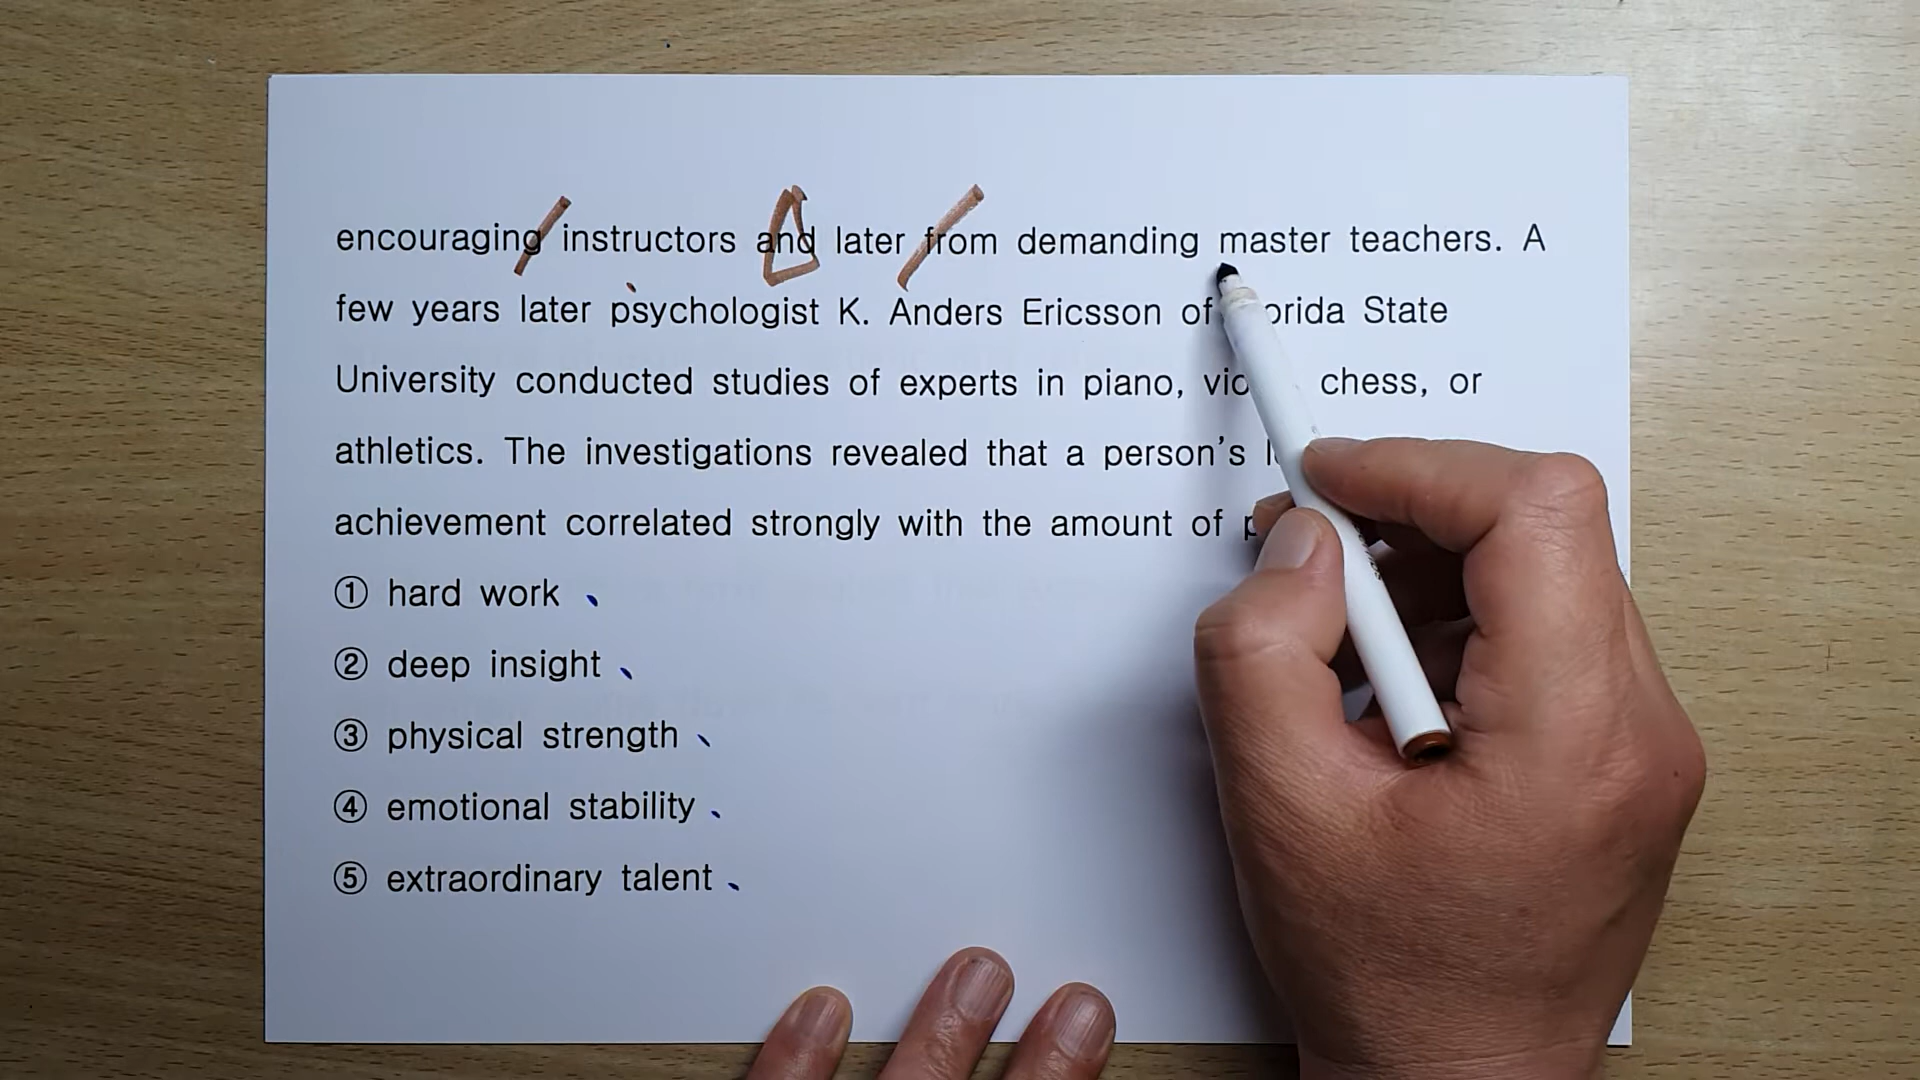 encouraging instructors and later from demanding master teachers. A
few years later psychologist K. Anders Ericsson of State
University conducted studies of experts in piano, chess, or
athletics. The investigations revealed that a person's
achievement correlated strongly with the amount of
① hard work
② deep insight
③ physical strength
④ emotional stability
⑤ extraordinary talent